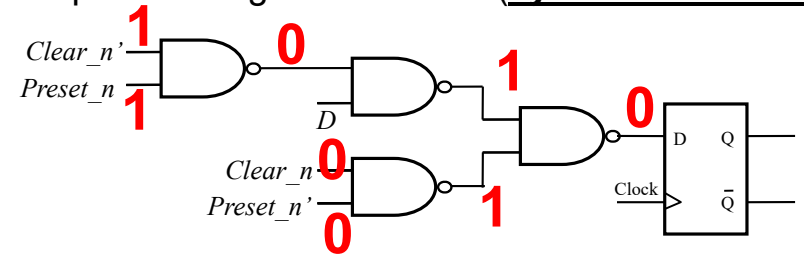 1
Clear_n’
0
Preset_n
1
1
D
0
Clear_n
0
Preset_n’
0
1
D Q
Clock
Q̅